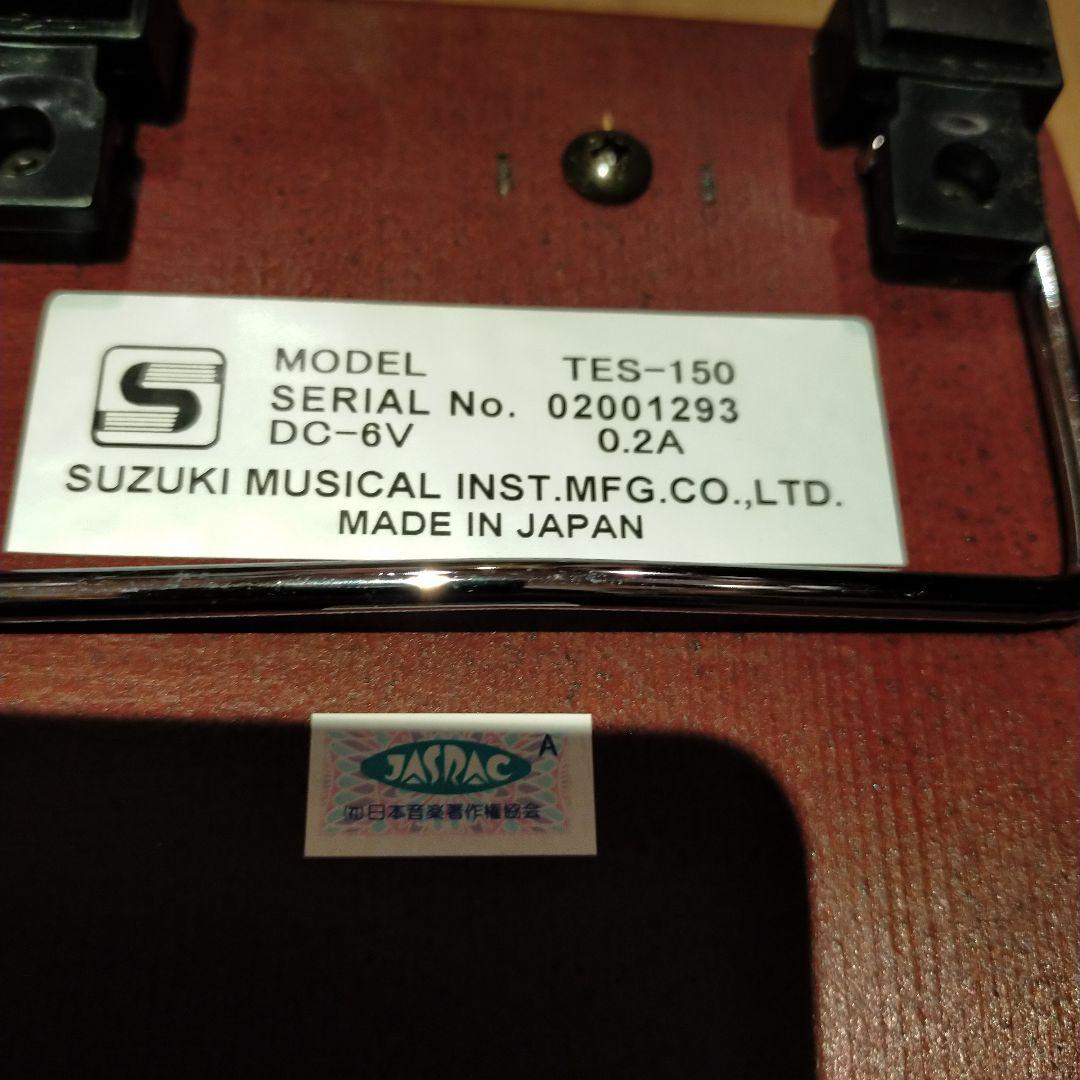 S
MODEL TES-150
SERIAL No. 02001293
DC-6V 0.2A
SUZUKI MUSICAL INST.MFG.CO.,LTD.
MADE IN JAPAN
JASRAC A
㈳日本音楽著作権協会